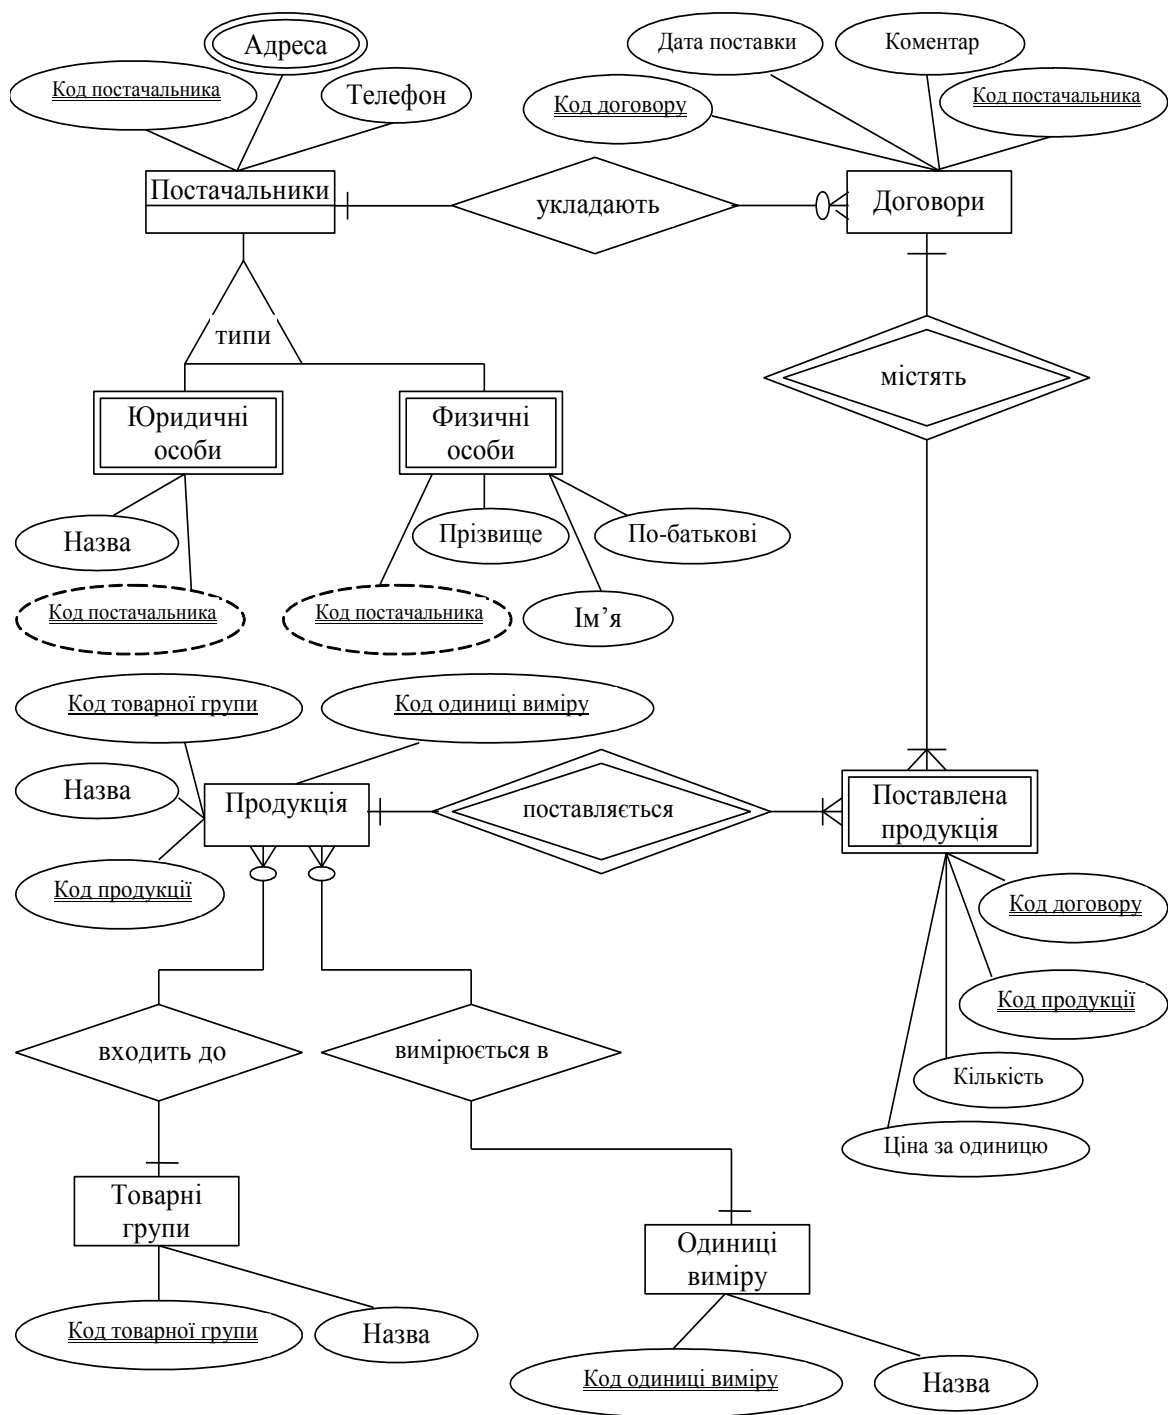 Адреса
Дата поставки
Коментар
Код постачальника
Телефон
Код договору
Код постачальника
Постачальники
укладають
Договори
типи
містять
Юридичні
особи
Физичні
особи
Назва
Прізвище
По-батькові
Код постачальника
Код постачальника
Ім’я
Код товарної групи
Код одиниці виміру
Назва
Продукція
поставляється
Поставлена
продукція
Код продукції
Код договору
Код продукції
входить до
вимірюється в
Кількість
Ціна за одиницю
Товарні
групи
Одиниці
виміру
Код товарної групи
Назва
Код одиниці виміру
Назва